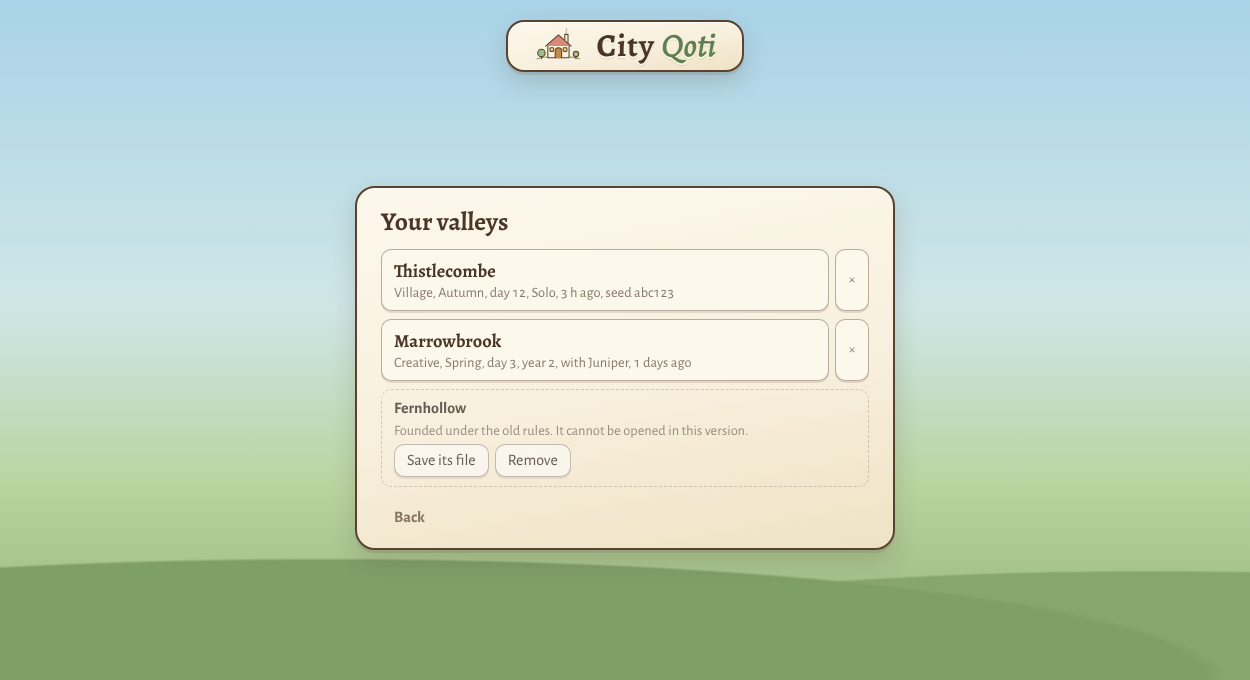 City Qoti
Your valleys
Thistlecombe
Village, Autumn, day 12, Solo, 3 h ago, seed abc123
×
Marrowbrook
Creative, Spring, day 3, year 2, with Juniper, 1 days ago
×
Fernhollow
Founded under the old rules. It cannot be opened in this version.
Save its file
Remove
Back